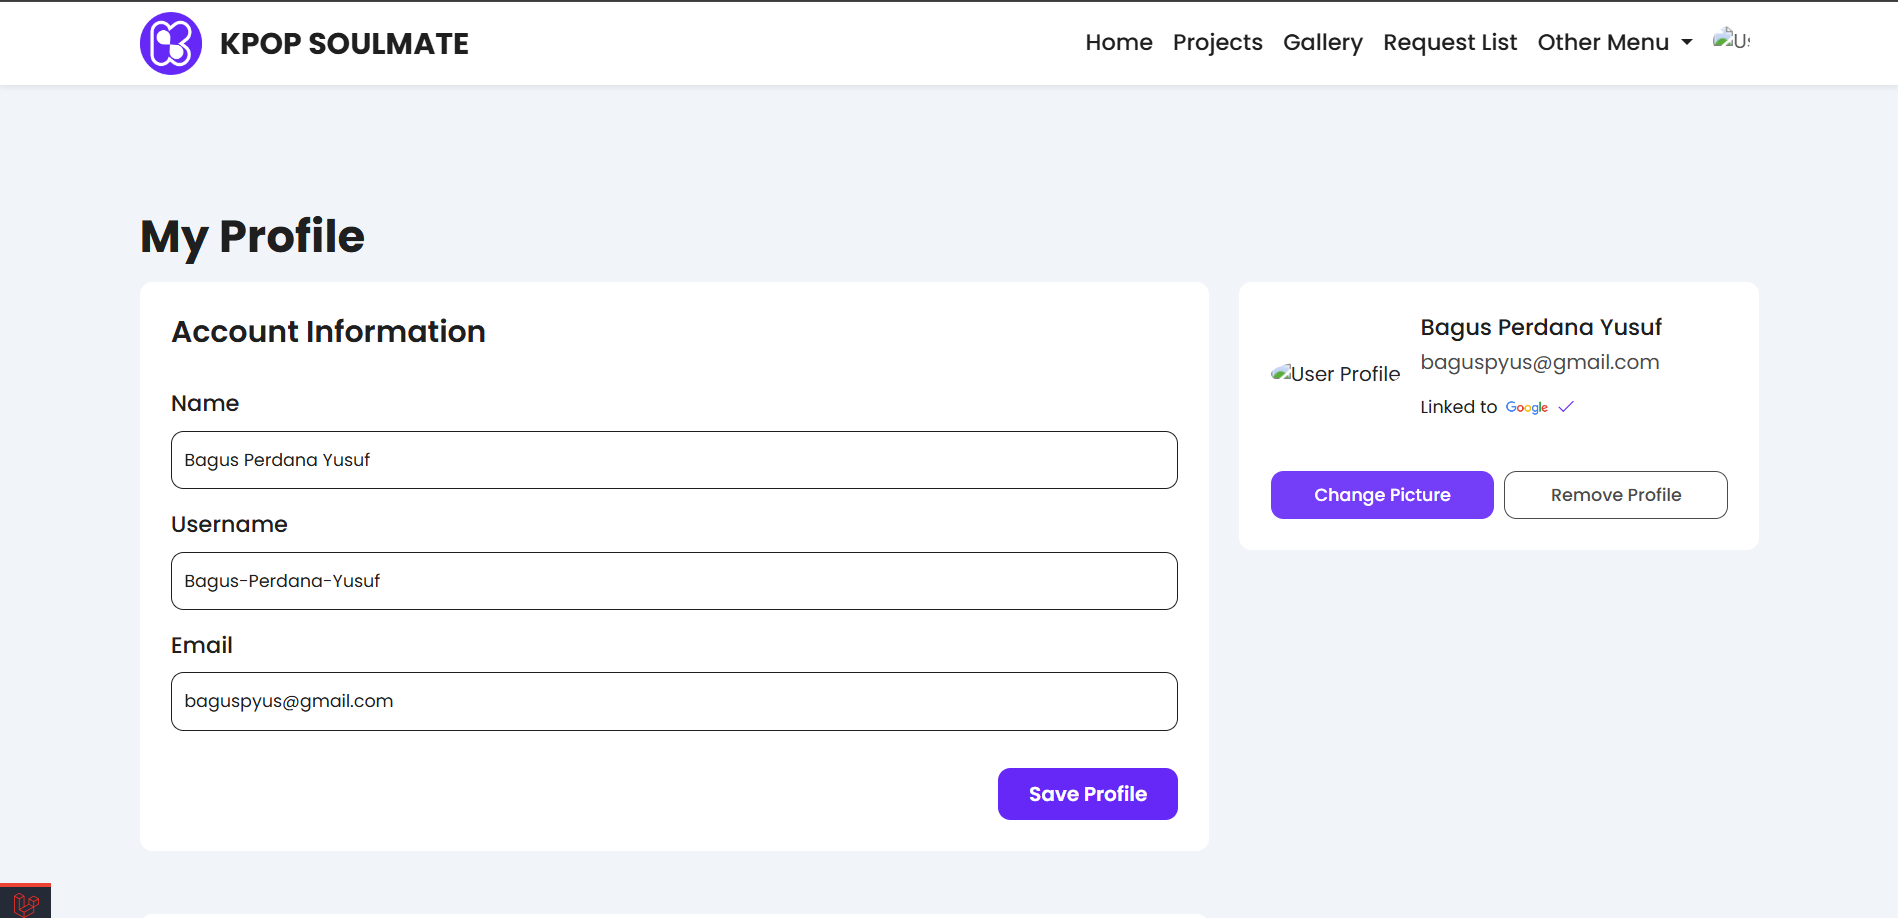 KPOP SOULMATE
Home Projects Gallery Request List Other Menu
My Profile
Account Information
Name
Bagus Perdana Yusuf
Username
Bagus-Perdana-Yusuf
Email
baguspyus@gmail.com
Save Profile
User Profile
Bagus Perdana Yusuf
baguspyus@gmail.com
Linked to Google
Change Picture
Remove Profile